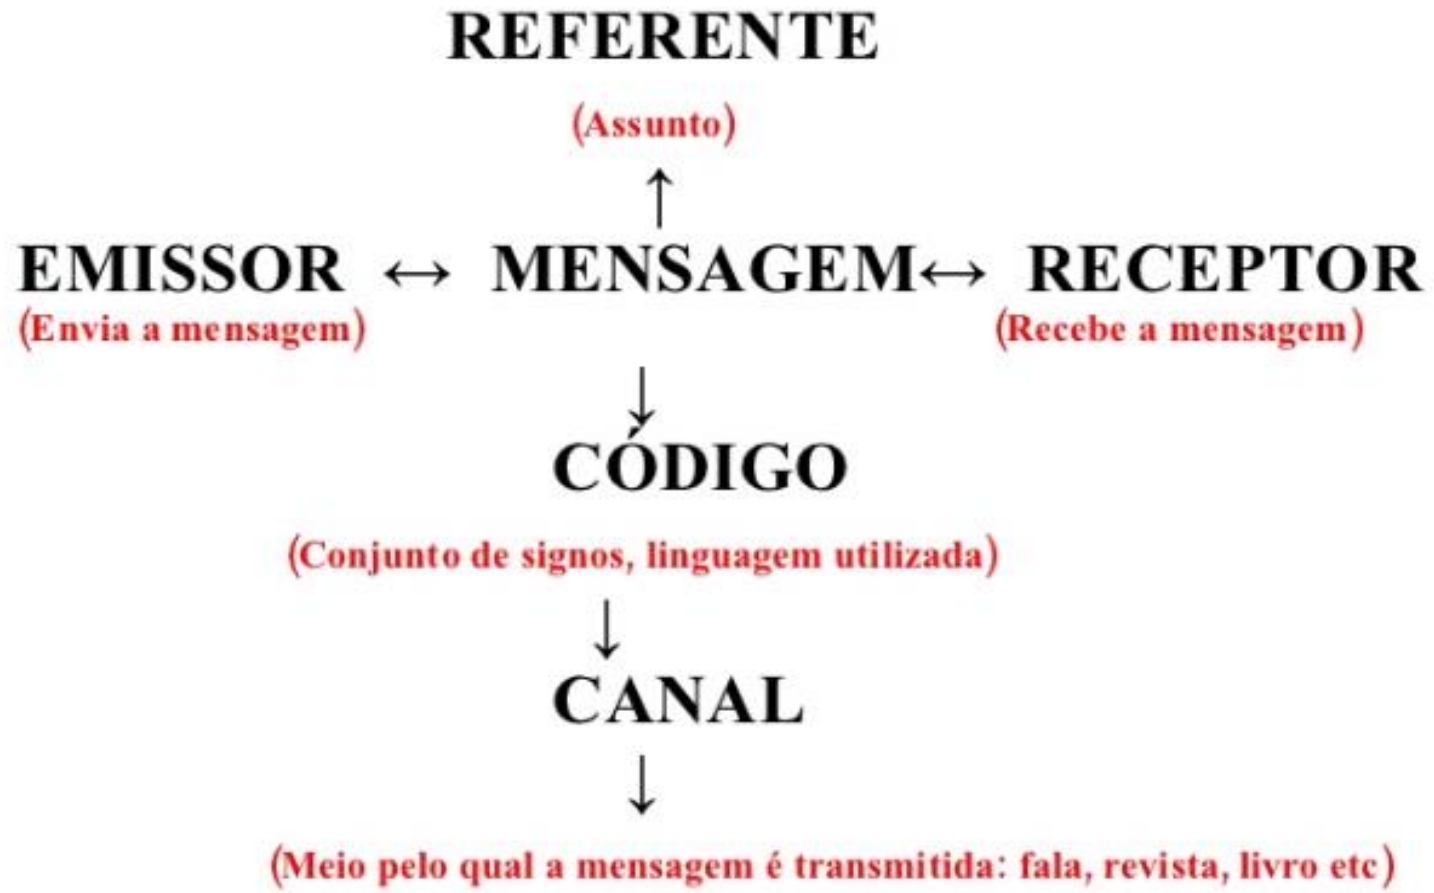 REFERENTE
(Assunto)
↑
EMISSOR ↔ MENSAGEM↔ RECEPTOR
(Envia a mensagem) (Recebe a mensagem)
↓
CÓDIGO
(Conjunto de signos, linguagem utilizada)
↓
CANAL
↓
(Meio pelo qual a mensagem é transmitida: fala, revista, livro etc)